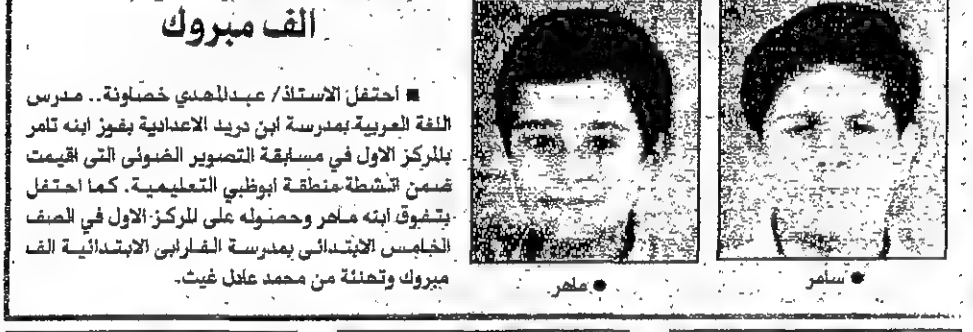 الف مبروك
■ احتفل الاستاذ/ عبدالمهدي خصاونة.. مدرس
اللغة العربية بمدرسة ابن دريد الاعدادية بفوز ابنه تامر
بالمركز الاول في مسابقة التصوير الضوئي التي اقيمت
ضمن انشطة منطقة ابوظبي التعليمية. كما احتفل
بتفوق ابنه ماهر وحصوله على المركز الاول في الصف
الخامس الابتدائي بمدرسة الفارابي الابتدائية الف
مبروك وتهنئة من محمد عادل غيث.
● سامر
● ماهر